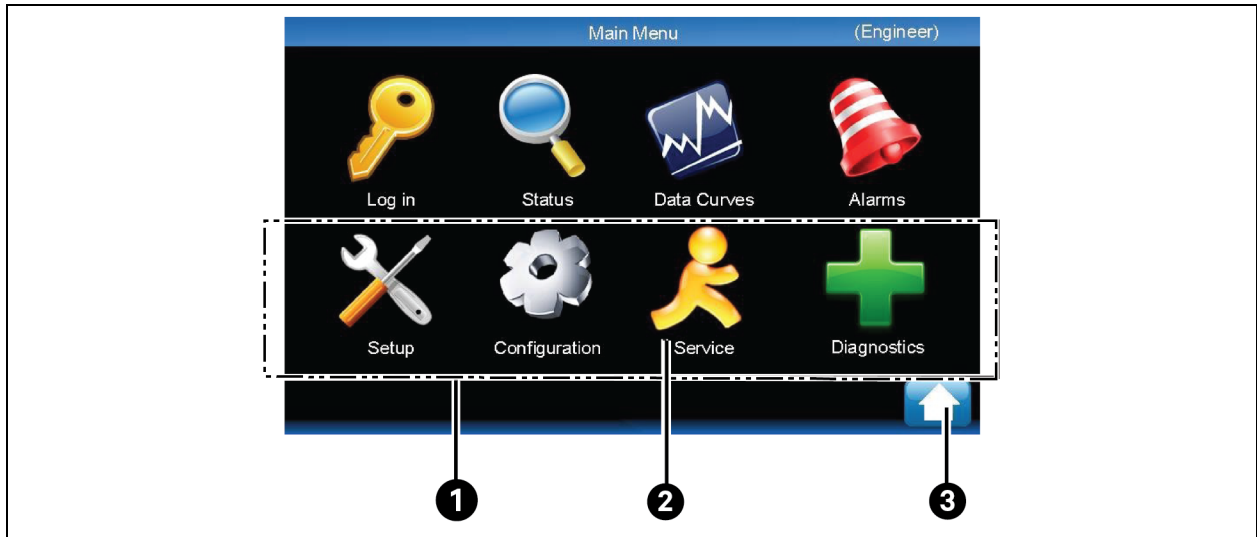 Main Menu (Engineer)
Log in Status Data Curves Alarms
Setup Configuration Service Diagnostics
1 2 3